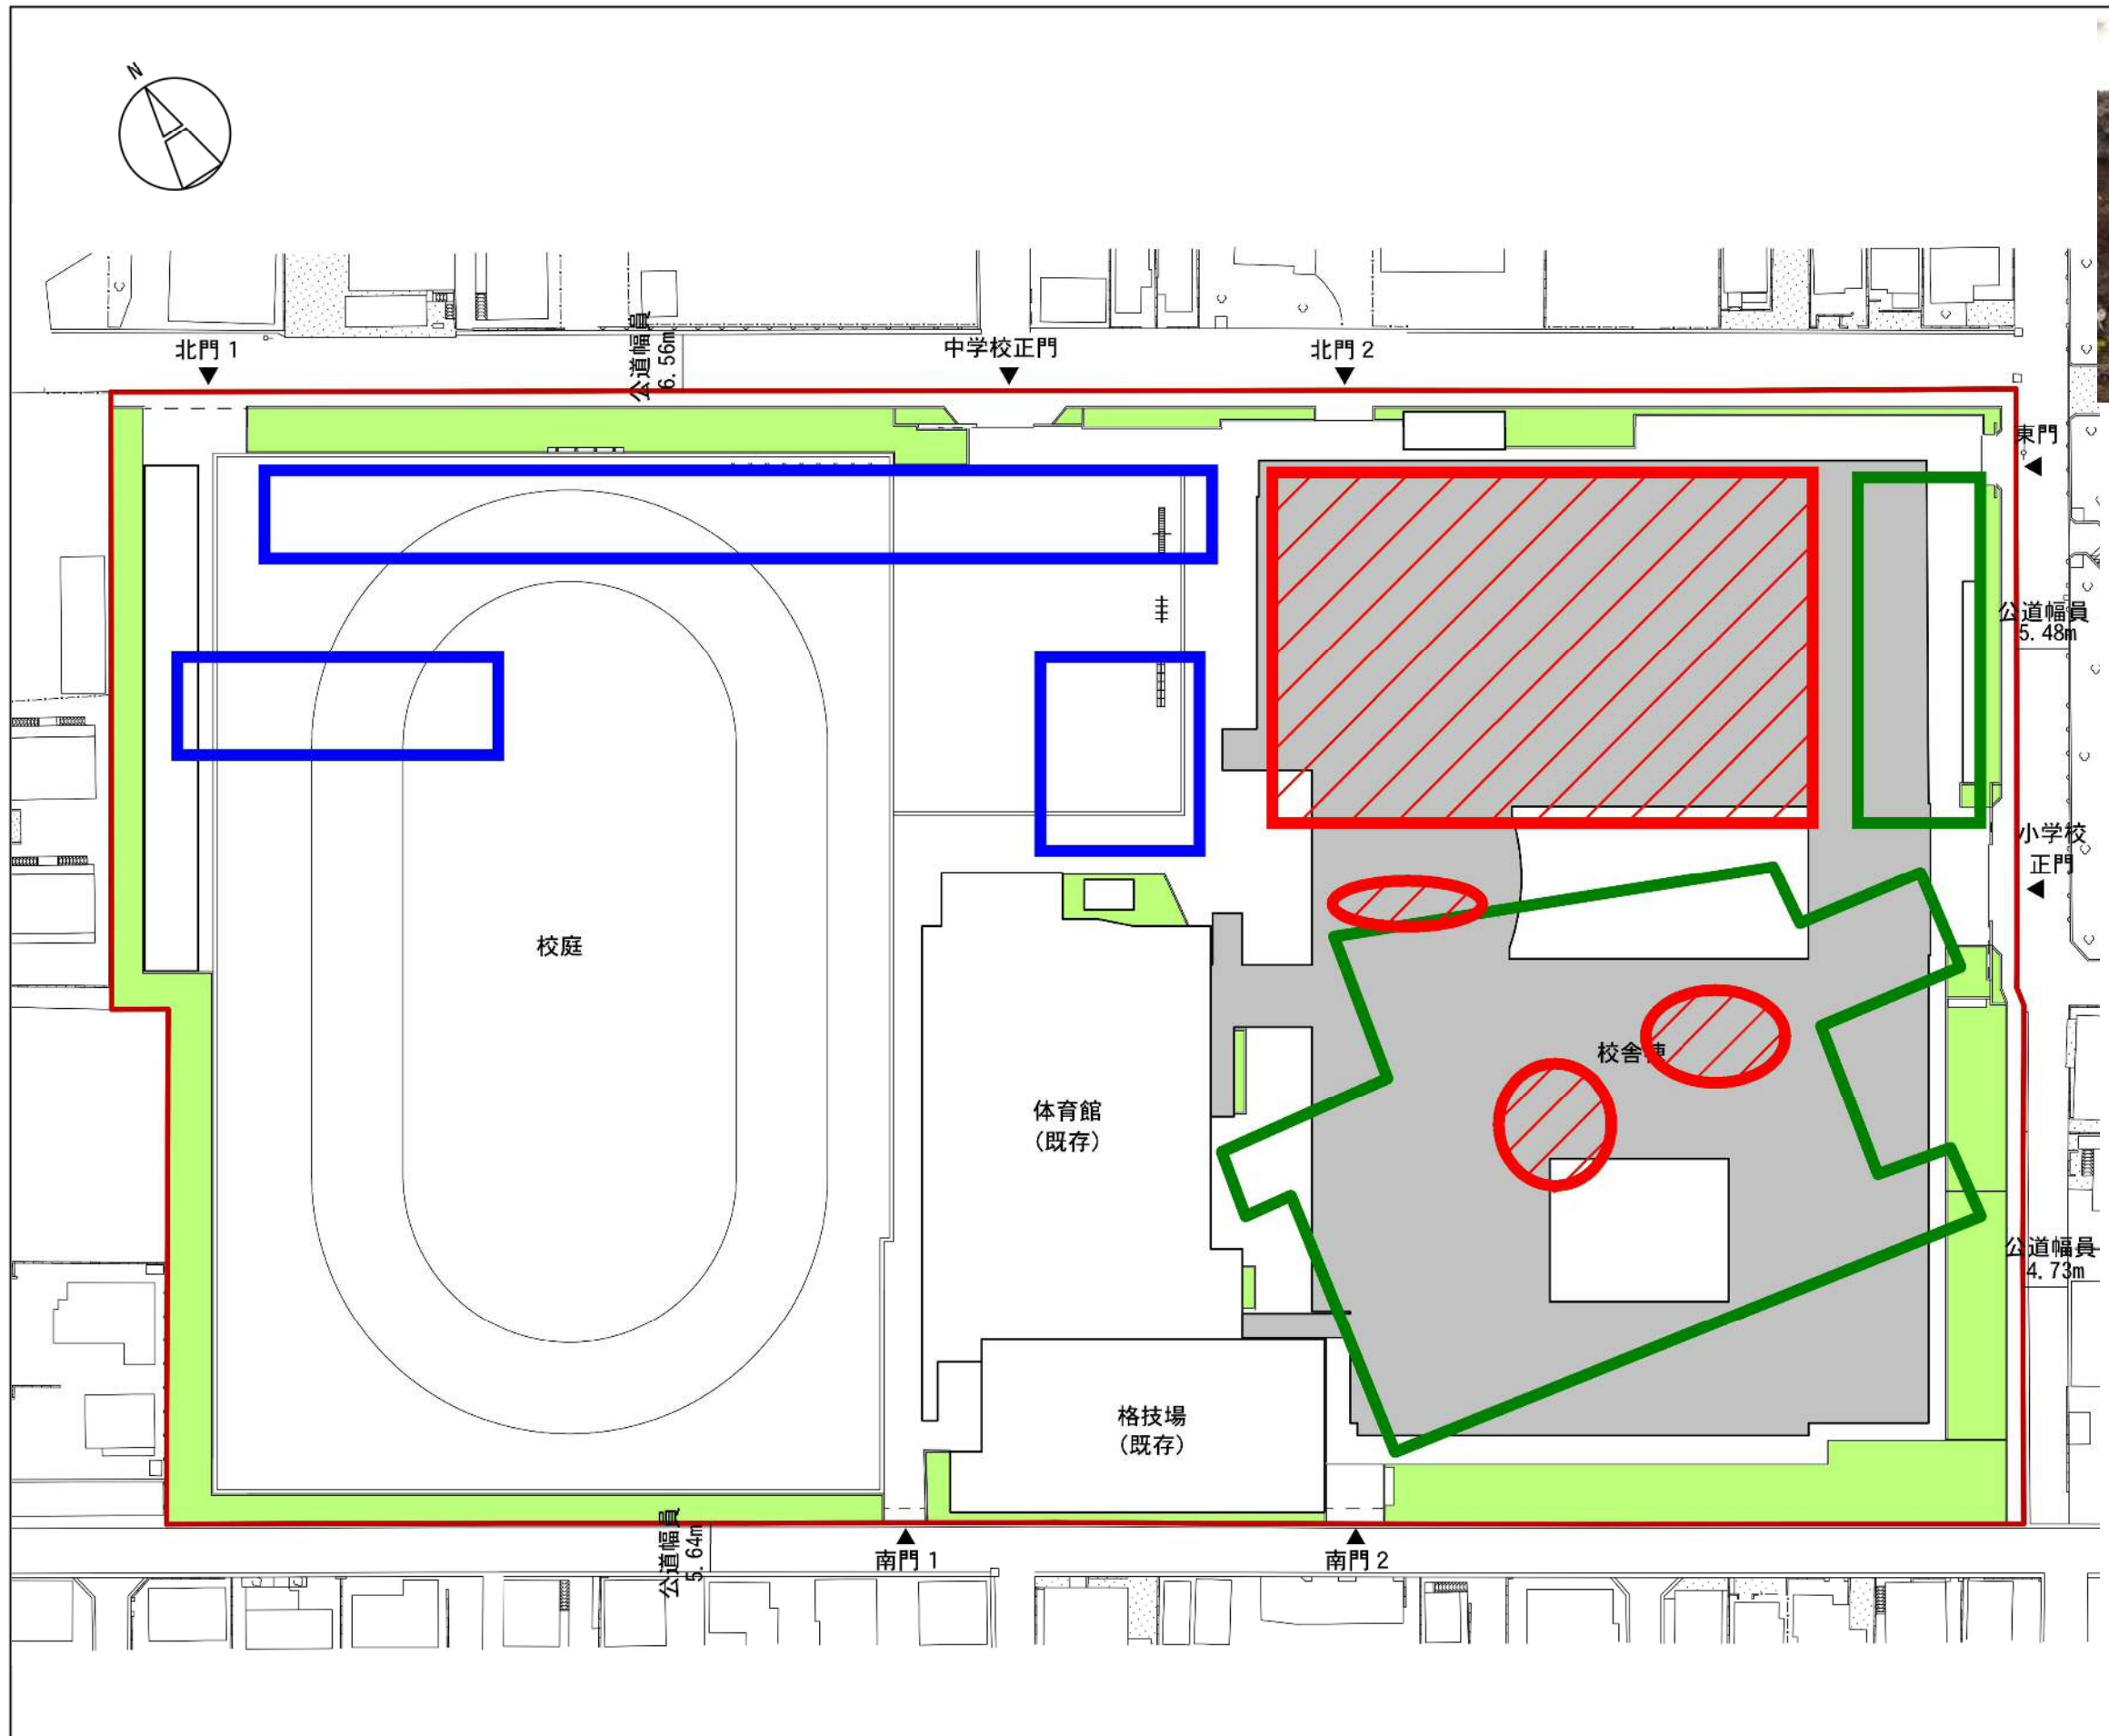 N
公道幅員
6.56m
北門1
中学校正門
北門2
東門
公道幅員
5.48m
小学校
正門
校庭
校舎棟
体育館
(既存)
公道幅員
4.73m
格技場
(既存)
公道幅員
5.64m
南門1
南門2